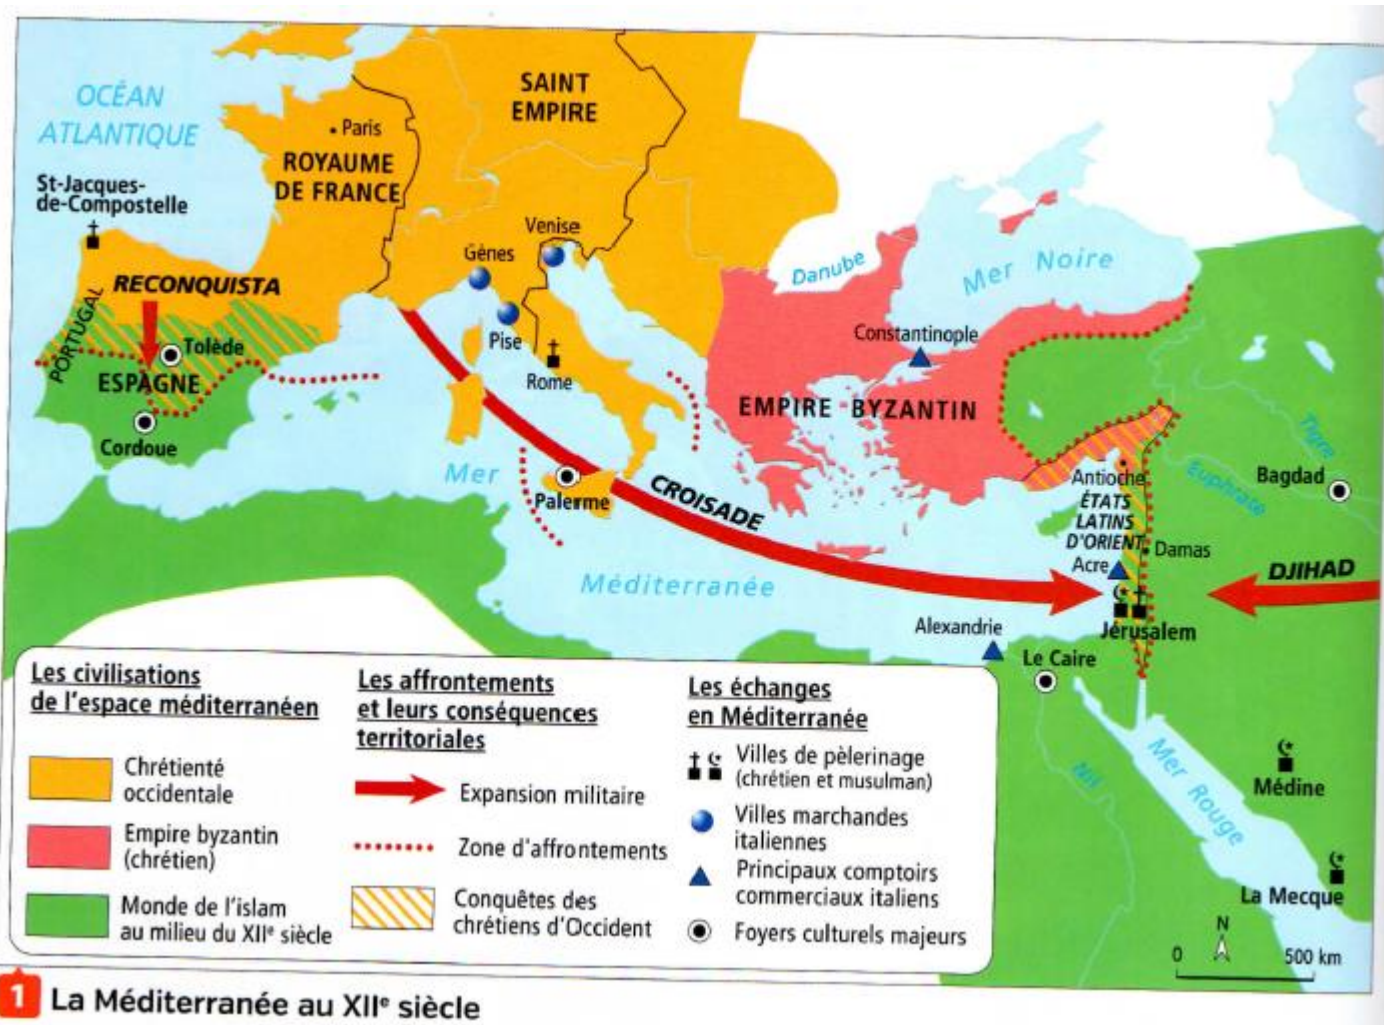 OCÉAN
ATLANTIQUE
SAINT
EMPIRE
Paris
ROYAUME
DE FRANCE
St-Jacques-
de-Compostelle
Venise
Gênes
Danube
Mer Noire
RECONQUISTA
PORTUGAL
Pise
Constantinople
Tolède
ESPAGNE
Rome
EMPIRE BYZANTIN
Tigre
Cordoue
Mer
Antioche
Euphrate
Bagdad
Palerme
CROISADE
ÉTATS
LATINS
D'ORIENT
Damas
Acre
DJIHAD
Méditerranée
Alexandrie
Jérusalem
Le Caire
Nil
Mer Rouge
Médine
La Mecque
N
0 500 km
Les civilisations
de l'espace méditerranéen
Chrétienté
occidentale
Empire byzantin
(chrétien)
Monde de l'islam
au milieu du XIIe siècle
Les affrontements
et leurs conséquences
territoriales
Expansion militaire
Zone d'affrontements
Conquêtes des
chrétiens d'Occident
Les échanges
en Méditerranée
Villes de pèlerinage
(chrétien et musulman)
Villes marchandes
italiennes
Principaux comptoirs
commerciaux italiens
Foyers culturels majeurs
1 La Méditerranée au XIIe siècle